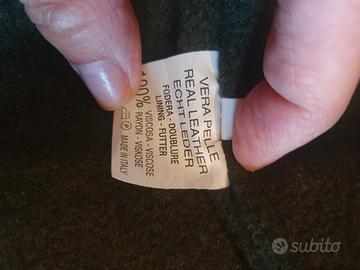 VERA PELLE
REAL LEATHER
ECHT LEDER
FODERA - DOUBLURE
LINING - FUTTER
100% VISCOSA - VISCOSE
RAYON - VISKOSE
MADE IN ITALY
P
subito